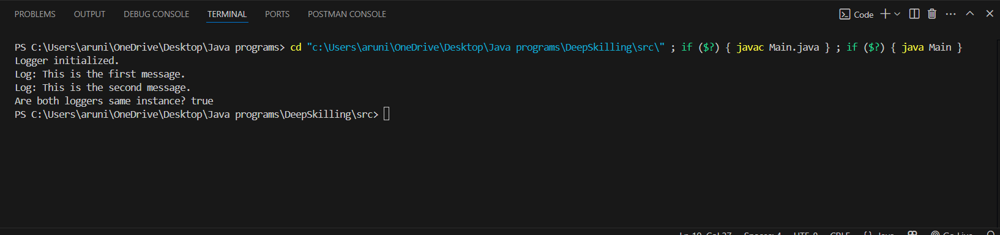 PROBLEMS OUTPUT DEBUG CONSOLE TERMINAL PORTS POSTMAN CONSOLE Code
PS C:\Users\aruni\OneDrive\Desktop\Java programs> cd "c:\Users\aruni\OneDrive\Desktop\Java programs\DeepSkilling\src\" ; if ($?) { javac Main.java } ; if ($?) { java Main }
Logger initialized.
Log: This is the first message.
Log: This is the second message.
Are both loggers same instance? true
PS C:\Users\aruni\OneDrive\Desktop\Java programs\DeepSkilling\src>